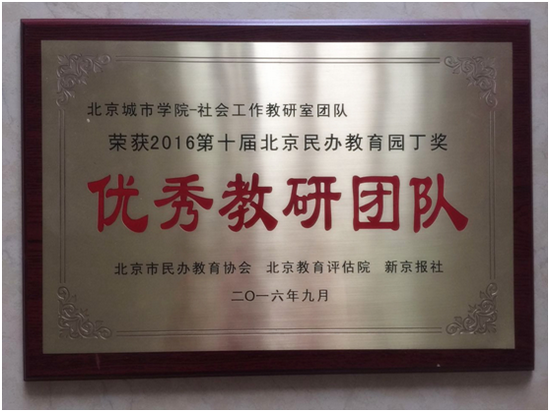 北京城市学院-社会工作教研室团队
荣获2016第十届北京民办教育园丁奖
优秀教研团队
北京市民办教育协会 北京教育评估院 新京报社
二〇一六年九月